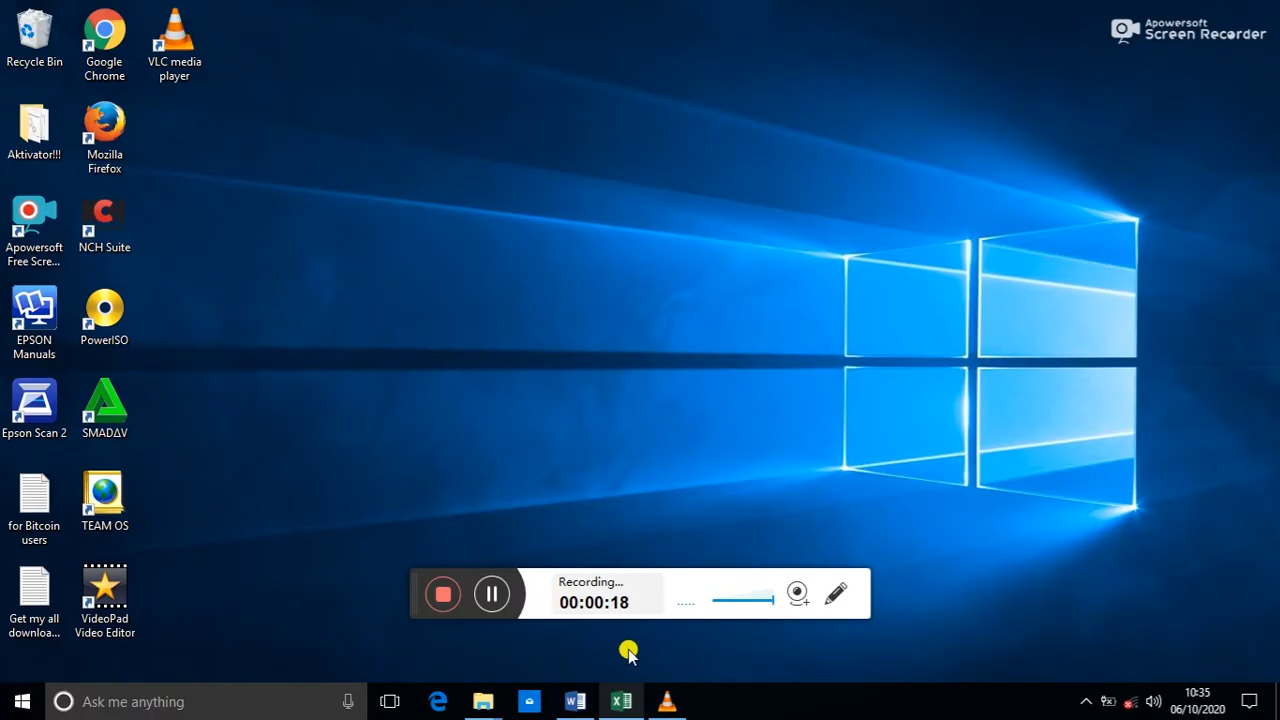 Apowersoft
Screen Recorder
Recycle Bin
Google
Chrome
VLC media
player
Aktivator!!!
Mozilla
Firefox
Apowersoft
Free Scre...
NCH Suite
EPSON
Manuals
PowerISO
Epson Scan 2
SMADΔV
for Bitcoin
users
TEAM OS
Get my all
downloa...
VideoPad
Video Editor
Recording...
00:00:18
Ask me anything
10:35
06/10/2020